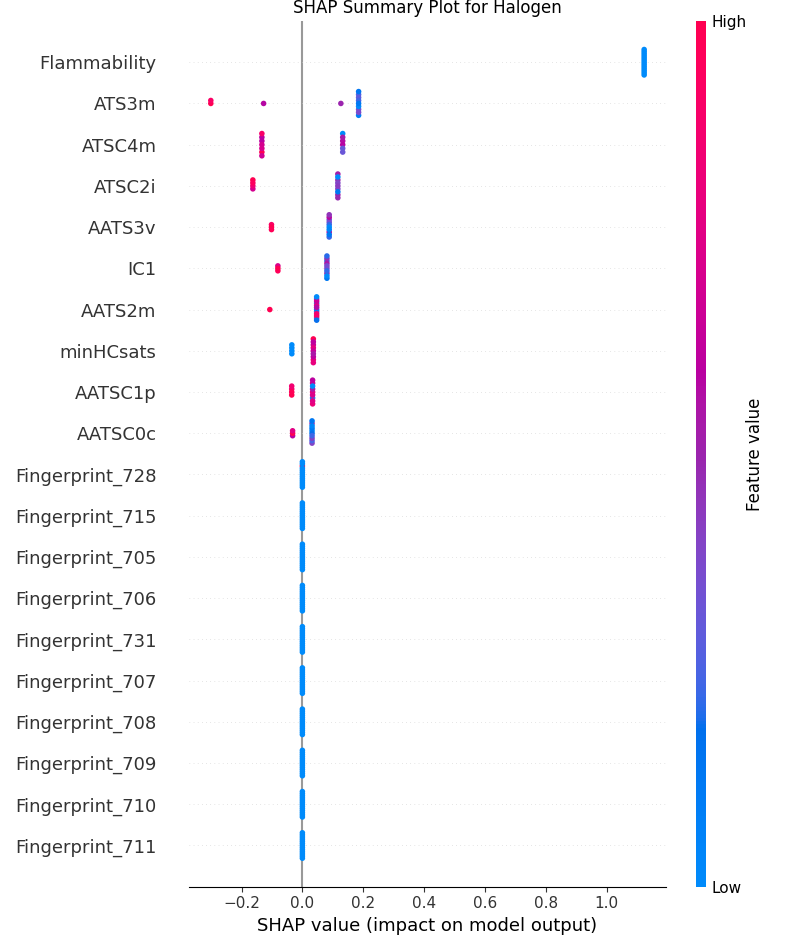 SHAP Summary Plot for Halogen
High
Flammability
ATS3m
ATSC4m
ATSC2i
AATS3v
IC1
AATS2m
minHCsats
AATSC1p
AATSC0c
Fingerprint_728
Fingerprint_715
Fingerprint_705
Fingerprint_706
Fingerprint_731
Fingerprint_707
Fingerprint_708
Fingerprint_709
Fingerprint_710
Fingerprint_711
Feature value
Low
−0.2 0.0 0.2 0.4 0.6 0.8 1.0
SHAP value (impact on model output)